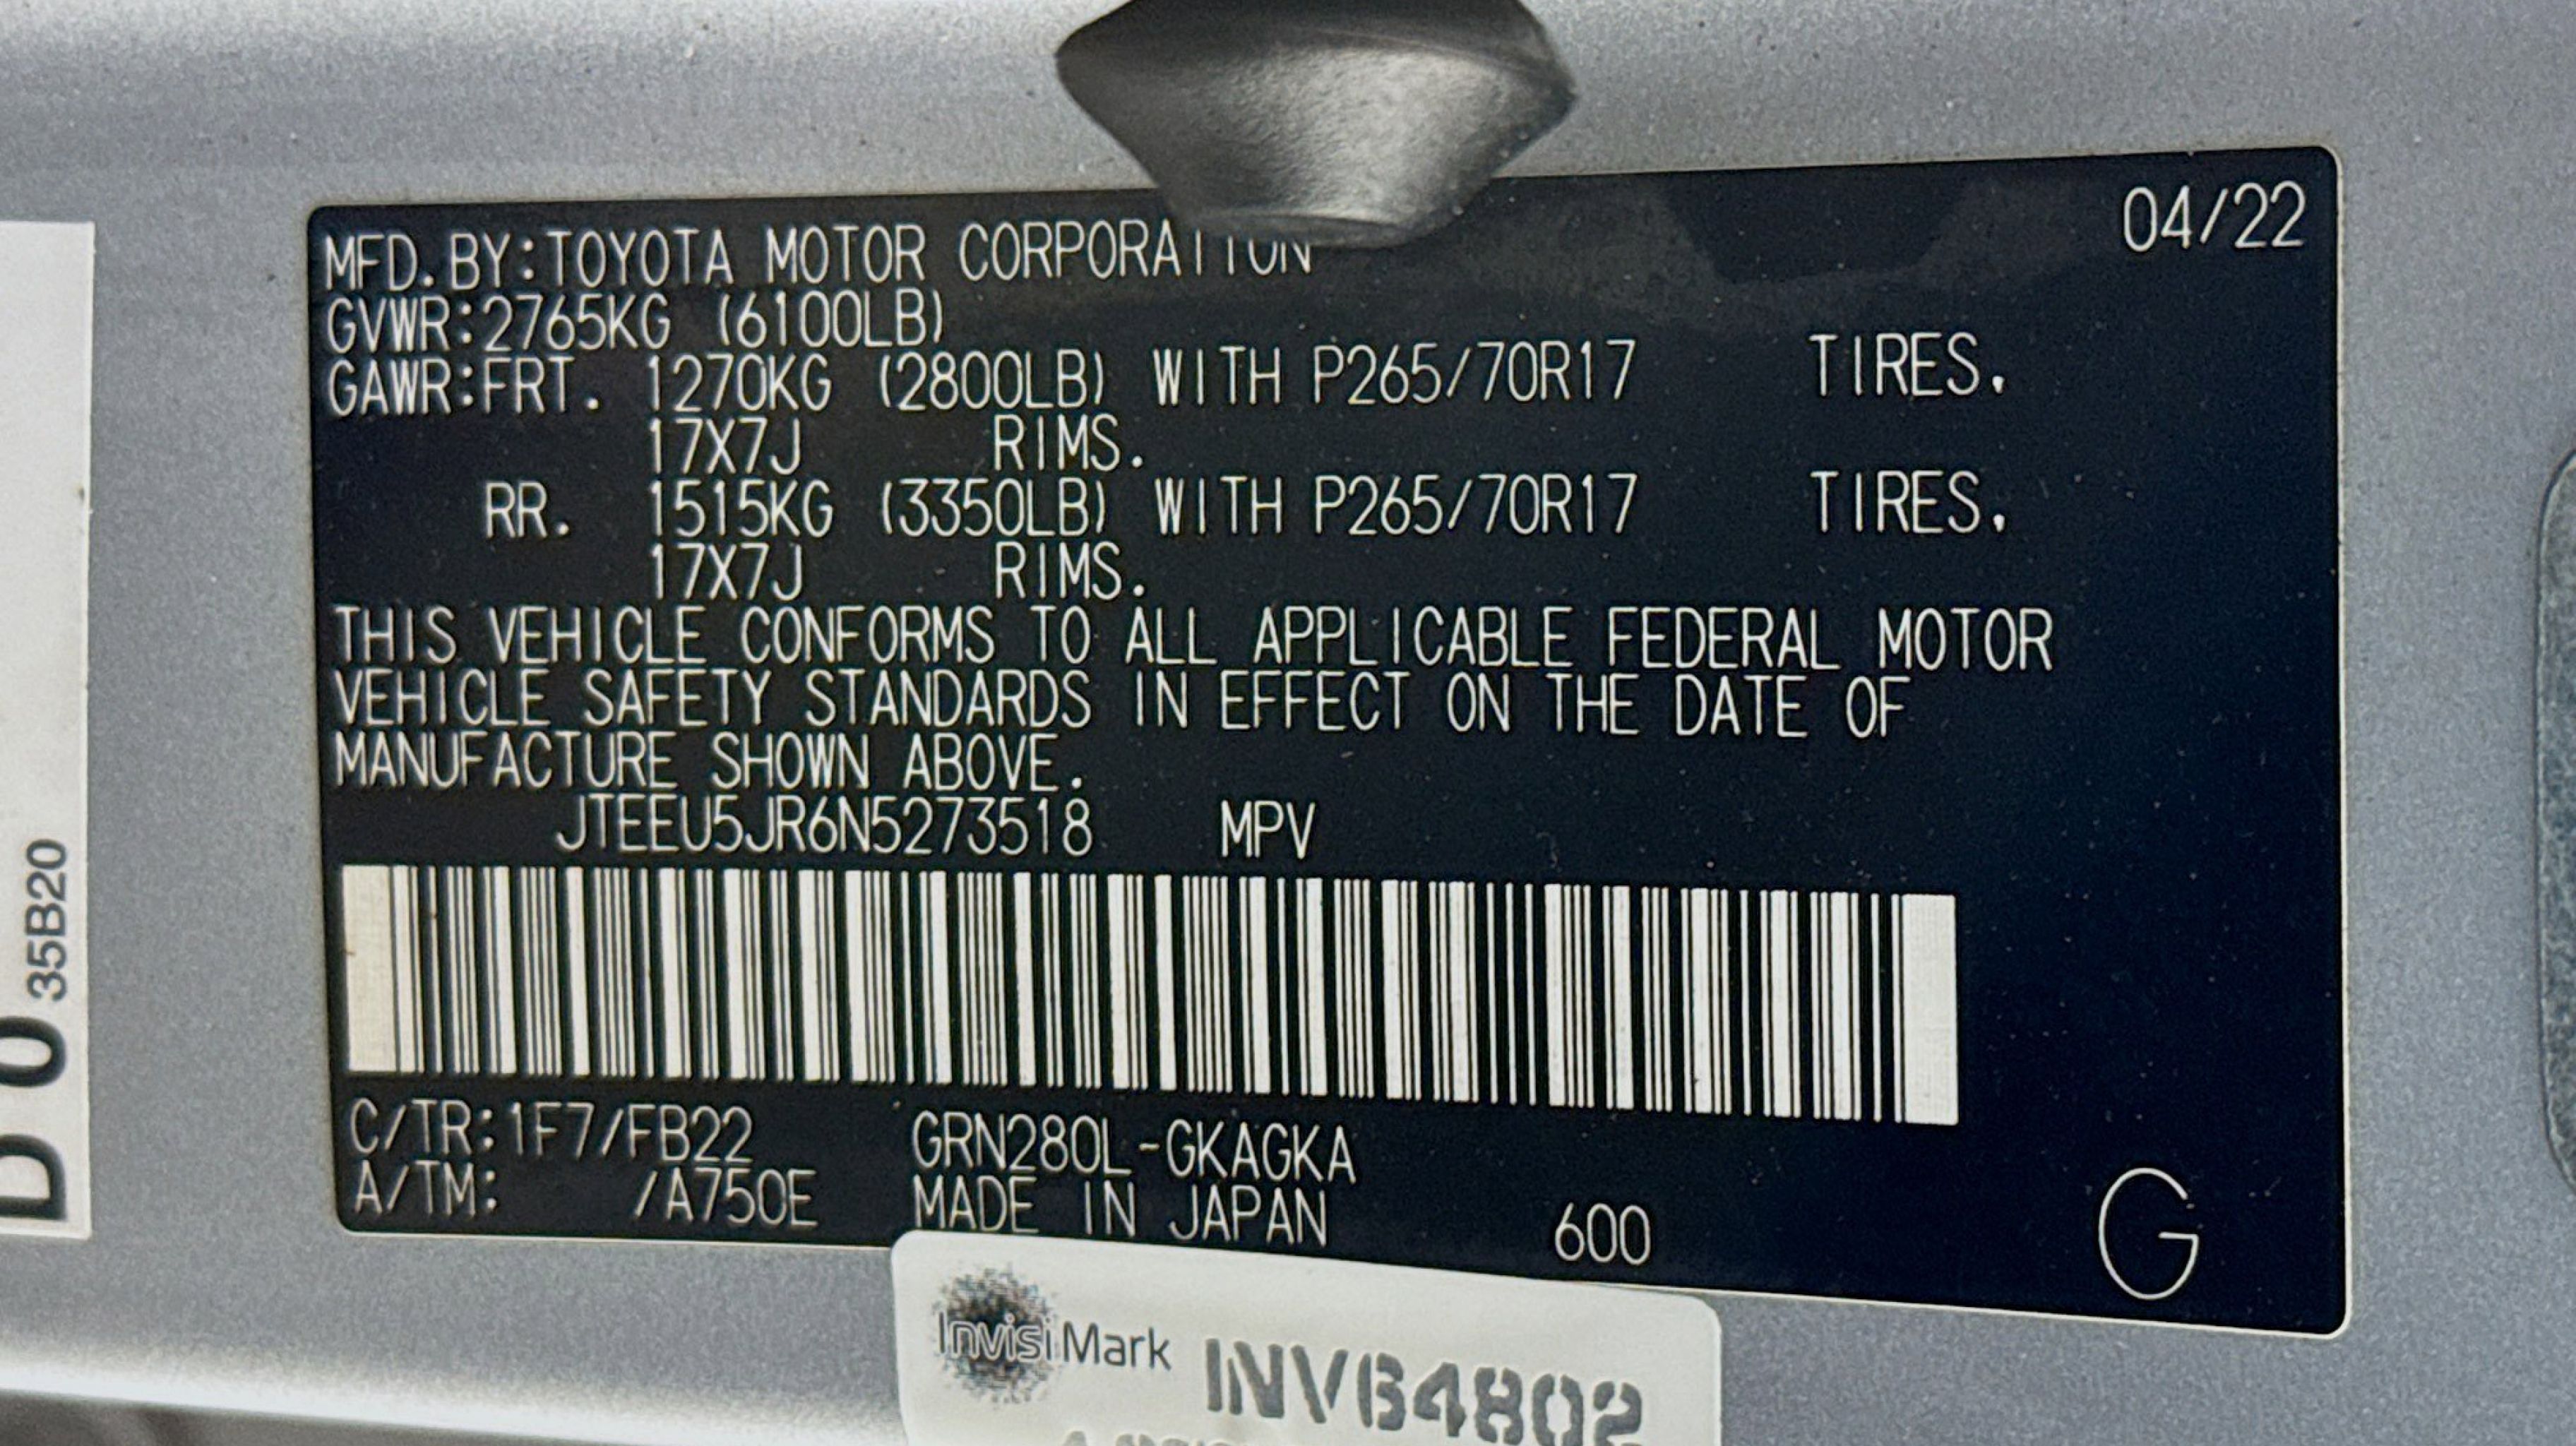 04/22
MFD.BY:TOYOTA MOTOR CORPORATION
GVWR:2765KG (6100LB)
GAWR:FRT. 1270KG (2800LB) WITH P265/70R17 TIRES.
17X7J RIMS.
RR. 1515KG (3350LB) WITH P265/70R17 TIRES.
17X7J RIMS.
THIS VEHICLE CONFORMS TO ALL APPLICABLE FEDERAL MOTOR
VEHICLE SAFETY STANDARDS IN EFFECT ON THE DATE OF
MANUFACTURE SHOWN ABOVE.
JTEEU5JR6N5273518 MPV
C/TR:1F7/FB22 GRN280L-GKAGKA
A/TM: /A750E MADE IN JAPAN 600 G
InvisiMark INV64802
35B20
D 0